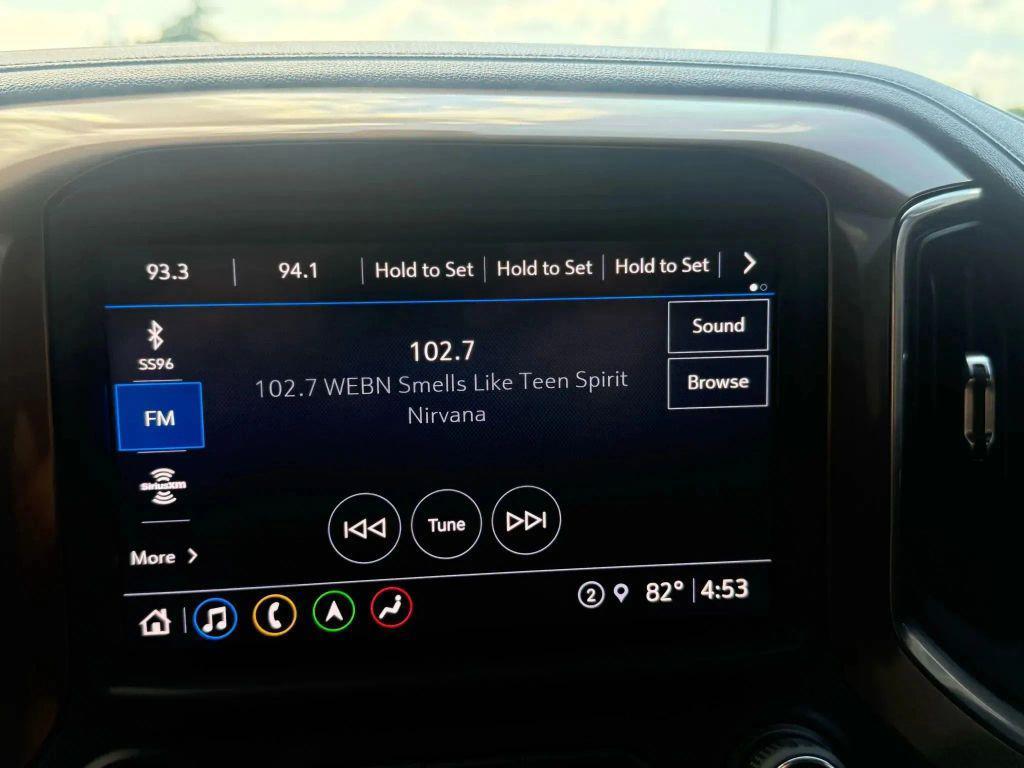 93.3 94.1 Hold to Set Hold to Set Hold to Set
SS96
FM
SiriusXM
More
102.7
102.7 WEBN Smells Like Teen Spirit
Nirvana
Sound
Browse
Tune
2 82° 4:53